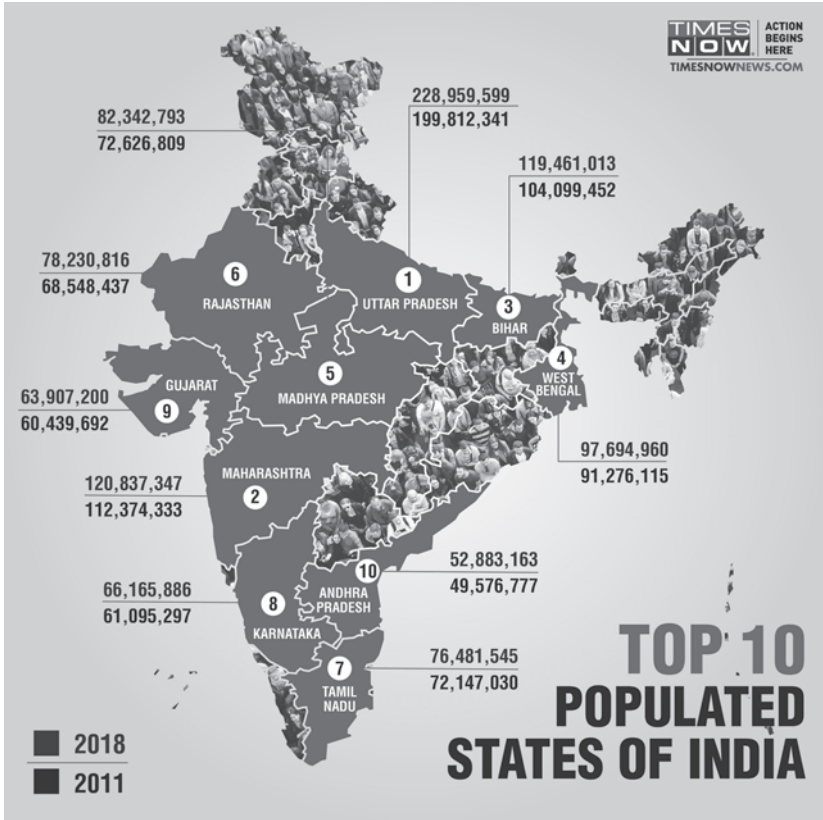 TIMES
NOW
ACTION
BEGINS
HERE
TIMESNOWNEWS.COM
82,342,793
72,626,809
228,959,599
199,812,341
119,461,013
104,099,452
78,230,816
68,548,437
6
RAJASTHAN
1
UTTAR PRADESH
3
BIHAR
4
WEST
BENGAL
5
MADHYA PRADESH
GUJARAT
9
63,907,200
60,439,692
97,694,960
91,276,115
MAHARASHTRA
2
120,837,347
112,374,333
10
ANDHRA
PRADESH
52,883,163
49,576,777
66,165,886
61,095,297
8
KARNATAKA
7
TAMIL
NADU
76,481,545
72,147,030
TOP 10
POPULATED
STATES OF INDIA
2018
2011